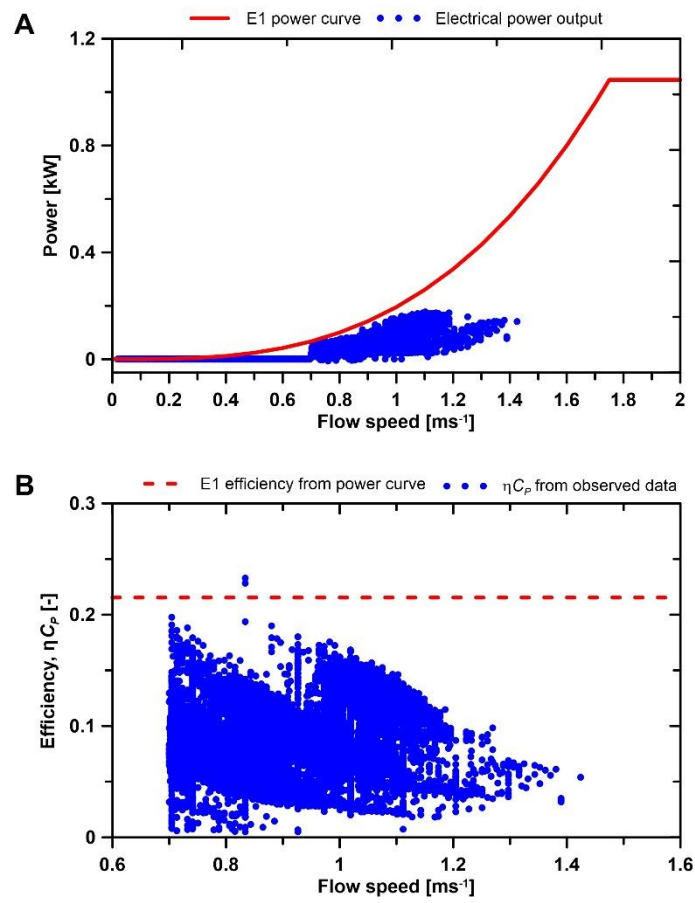 A
E1 power curve Electrical power output
1.2
0.8
0.4
0
Power [kW]
0 0.2 0.4 0.6 0.8 1 1.2 1.4 1.6 1.8 2
Flow speed [ms⁻¹]
B
E1 efficiency from power curve ηC_P from observed data
0.3
0.2
0.1
0
Efficiency, ηC_P [-]
0.6 0.8 1 1.2 1.4 1.6
Flow speed [ms⁻¹]